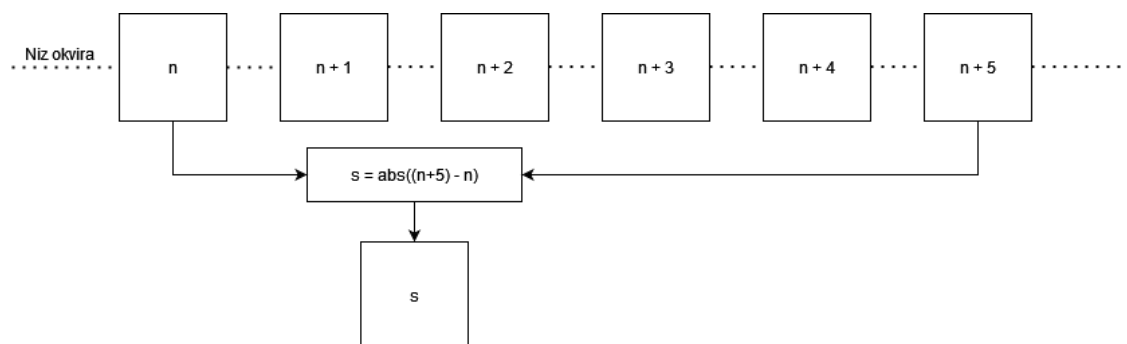 Niz okvira
n
n + 1
n + 2
n + 3
n + 4
n + 5
s = abs((n+5) - n)
s